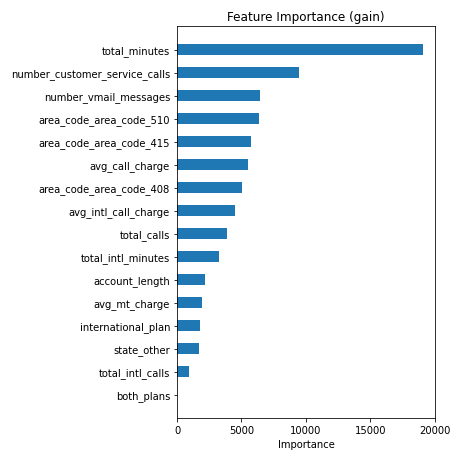 Feature Importance (gain)
total_minutes
number_customer_service_calls
number_vmail_messages
area_code_area_code_510
area_code_area_code_415
avg_call_charge
area_code_area_code_408
avg_intl_call_charge
total_calls
total_intl_minutes
account_length
avg_mt_charge
international_plan
state_other
total_intl_calls
both_plans
0 5000 10000 15000 20000
Importance